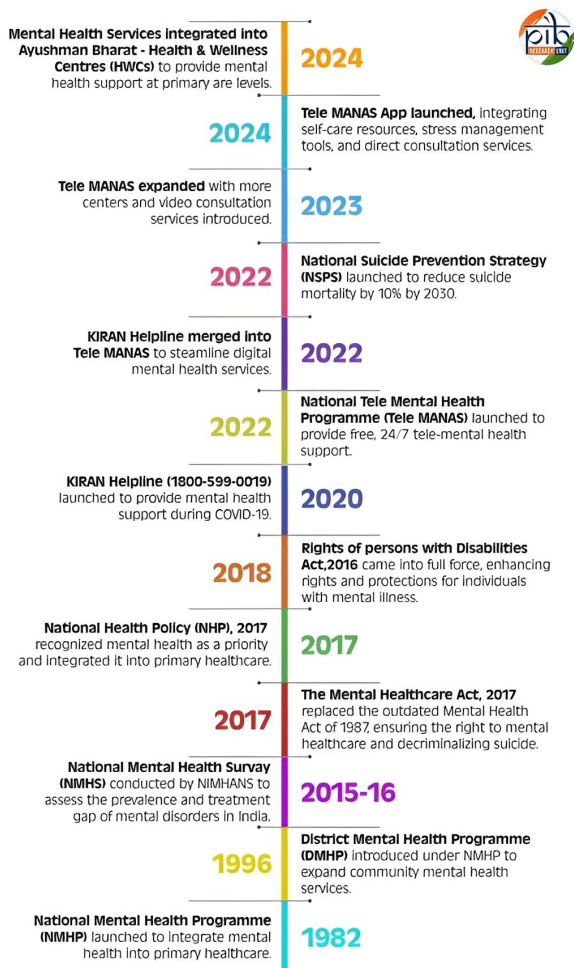 pib
RESEARCH UNIT
Mental Health Services integrated into
Ayushman Bharat - Health & Wellness
Centres (HWCs) to provide mental
health support at primary are levels.
2024
2024
Tele MANAS App launched, integrating
self-care resources, stress management
tools, and direct consultation services.
Tele MANAS expanded with more
centers and video consultation
services introduced.
2023
2022
National Suicide Prevention Strategy
(NSPS) launched to reduce suicide
mortality by 10% by 2030.
KIRAN Helpline merged into
Tele MANAS to steamline digital
mental health services.
2022
2022
National Tele Mental Health
Programme (Tele MANAS) launched to
provide free, 24/7 tele-mental health
support.
KIRAN Helpline (1800-599-0019)
launched to provide mental health
support during COVID-19.
2020
2018
Rights of persons with Disabilities
Act,2016 came into full force, enhancing
rights and protections for individuals
with mental illness.
National Health Policy (NHP), 2017
recognized mental health as a priority
and integrated it into primary healthcare.
2017
2017
The Mental Healthcare Act, 2017
replaced the outdated Mental Health
Act of 1987, ensuring the right to mental
healthcare and decriminalizing suicide.
National Mental Health Survay
(NMHS) conducted by NIMHANS to
assess the prevalence and treatment
gap of mental disorders in India.
2015-16
1996
District Mental Health Programme
(DMHP) introduced under NMHP to
expand community mental health
services.
National Mental Health Programme
(NMHP) launched to integrate mental
health into primary healthcare.
1982